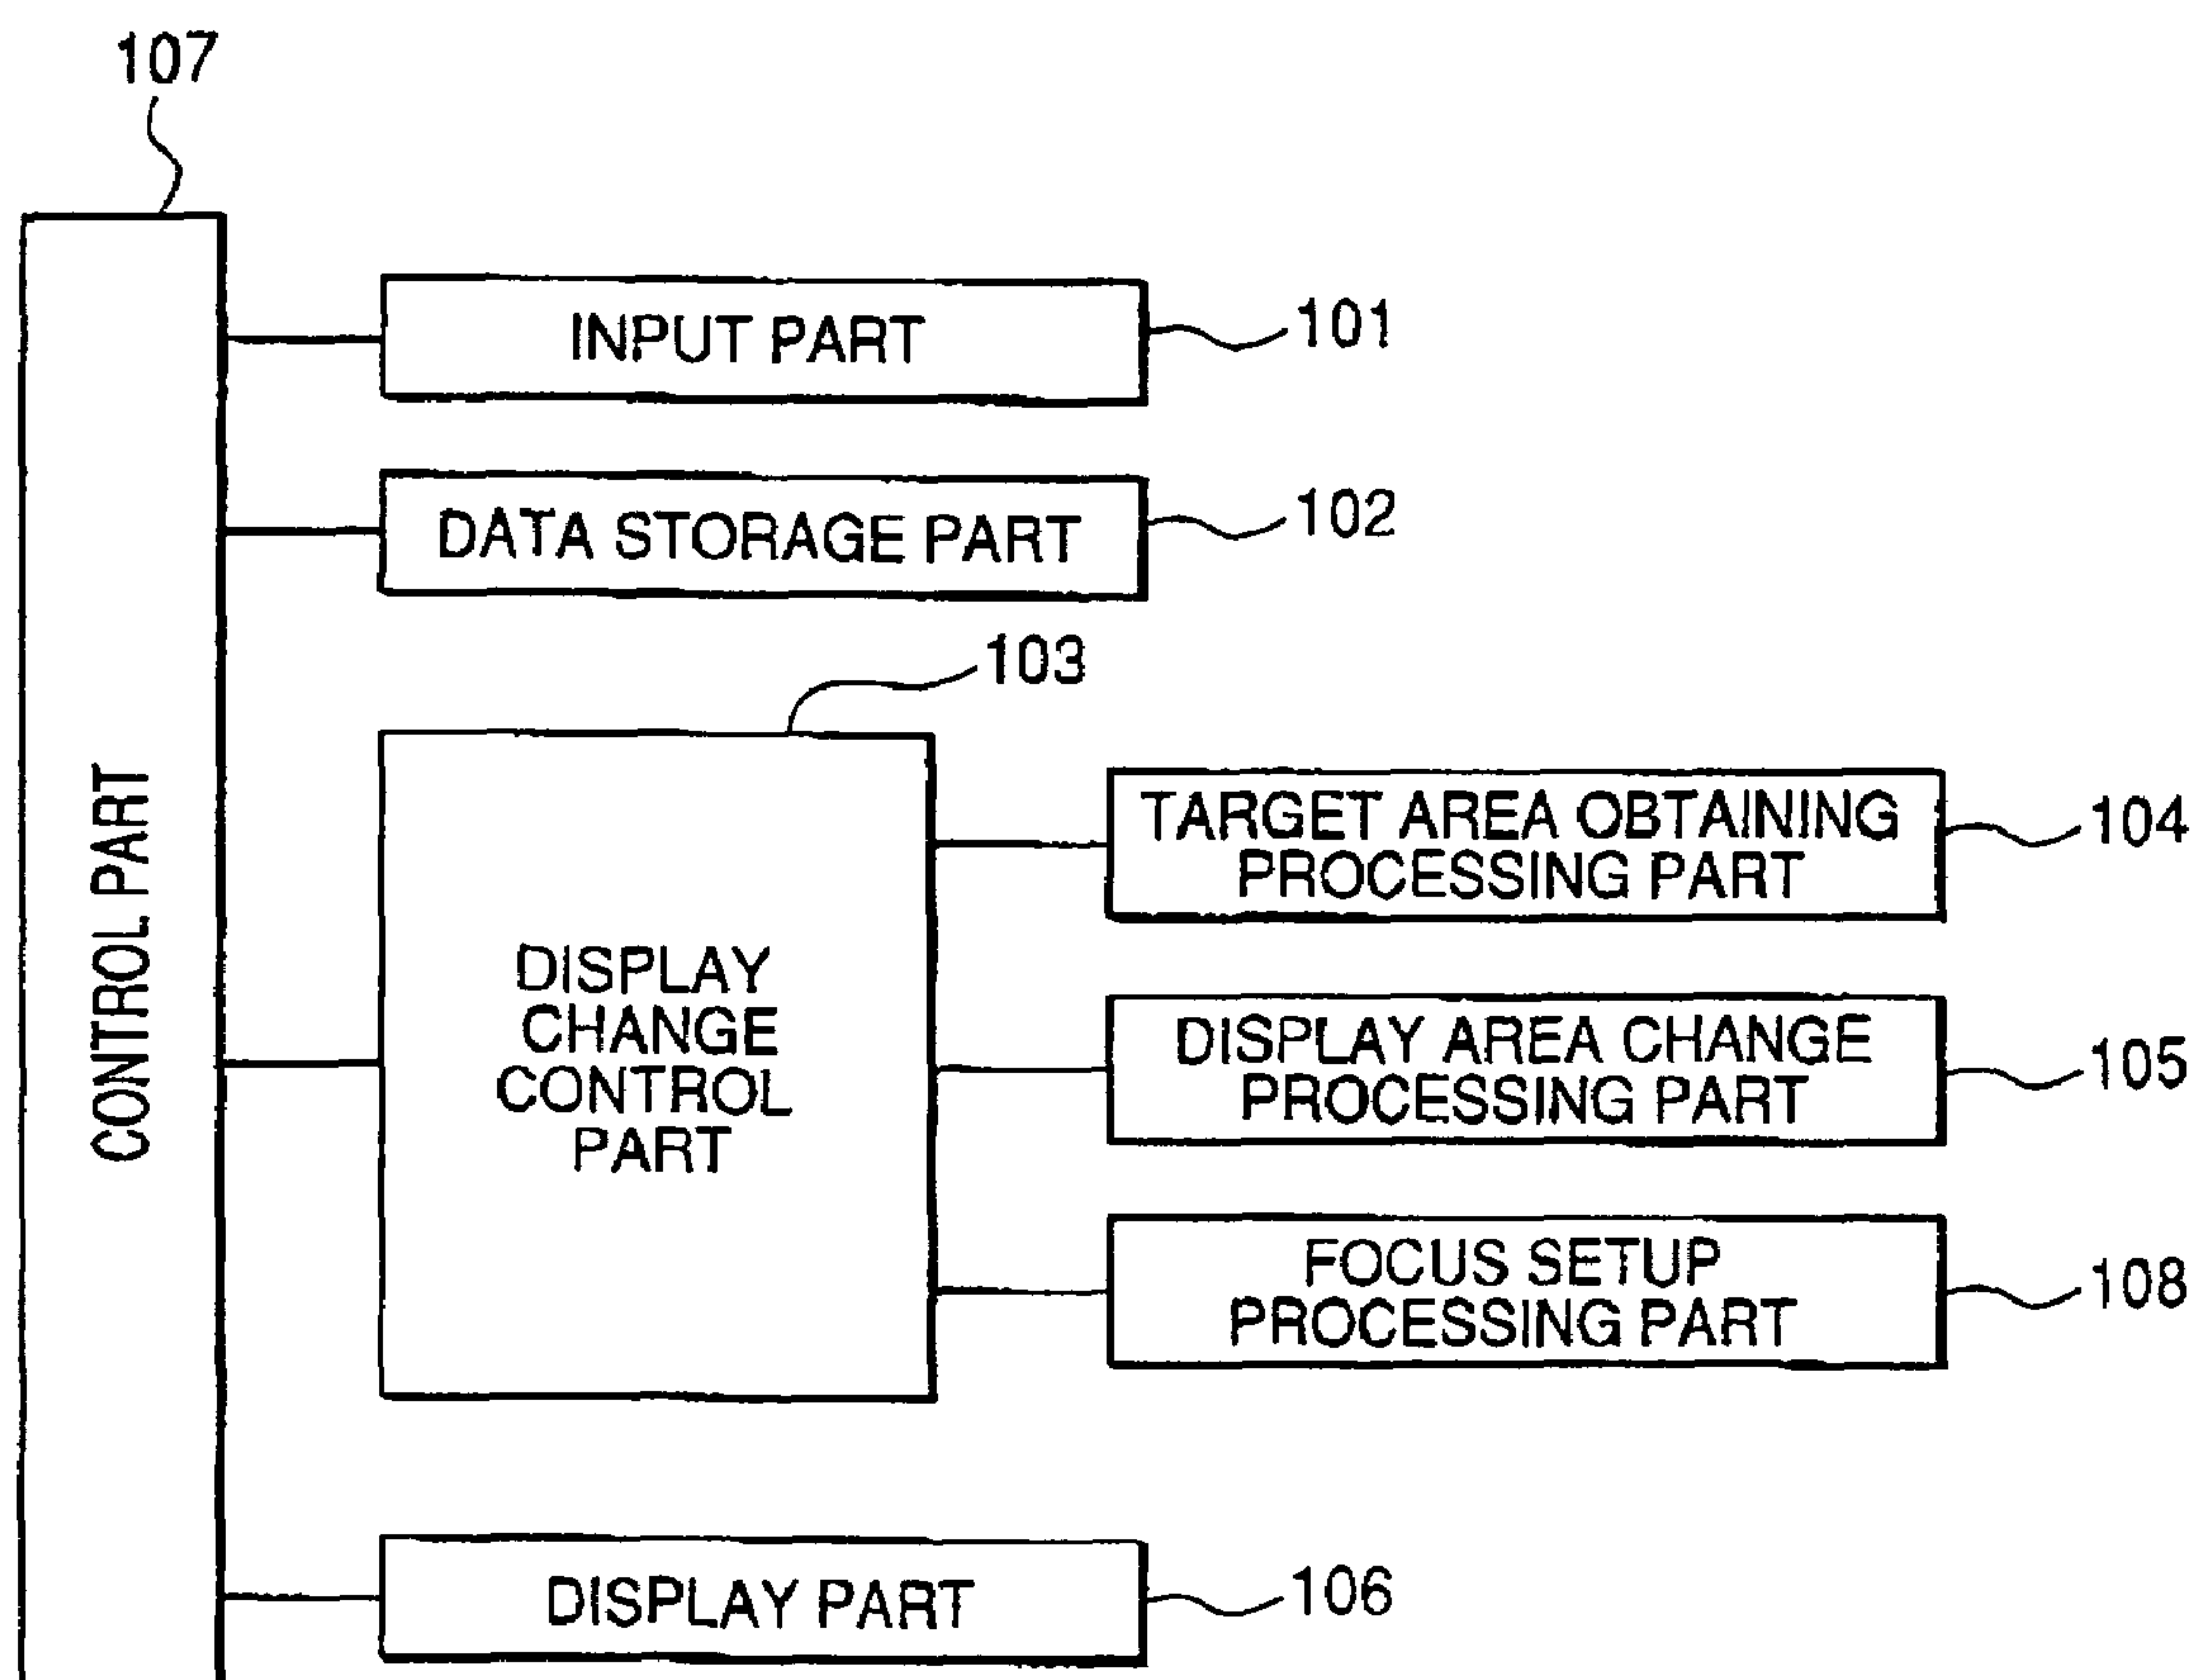 107
INPUT PART
101
DATA STORAGE PART
102
103
CONTROL PART
DISPLAY
CHANGE
CONTROL
PART
TARGET AREA OBTAINING
PROCESSING PART
104
DISPLAY AREA CHANGE
PROCESSING PART
105
FOCUS SETUP
PROCESSING PART
108
DISPLAY PART
106